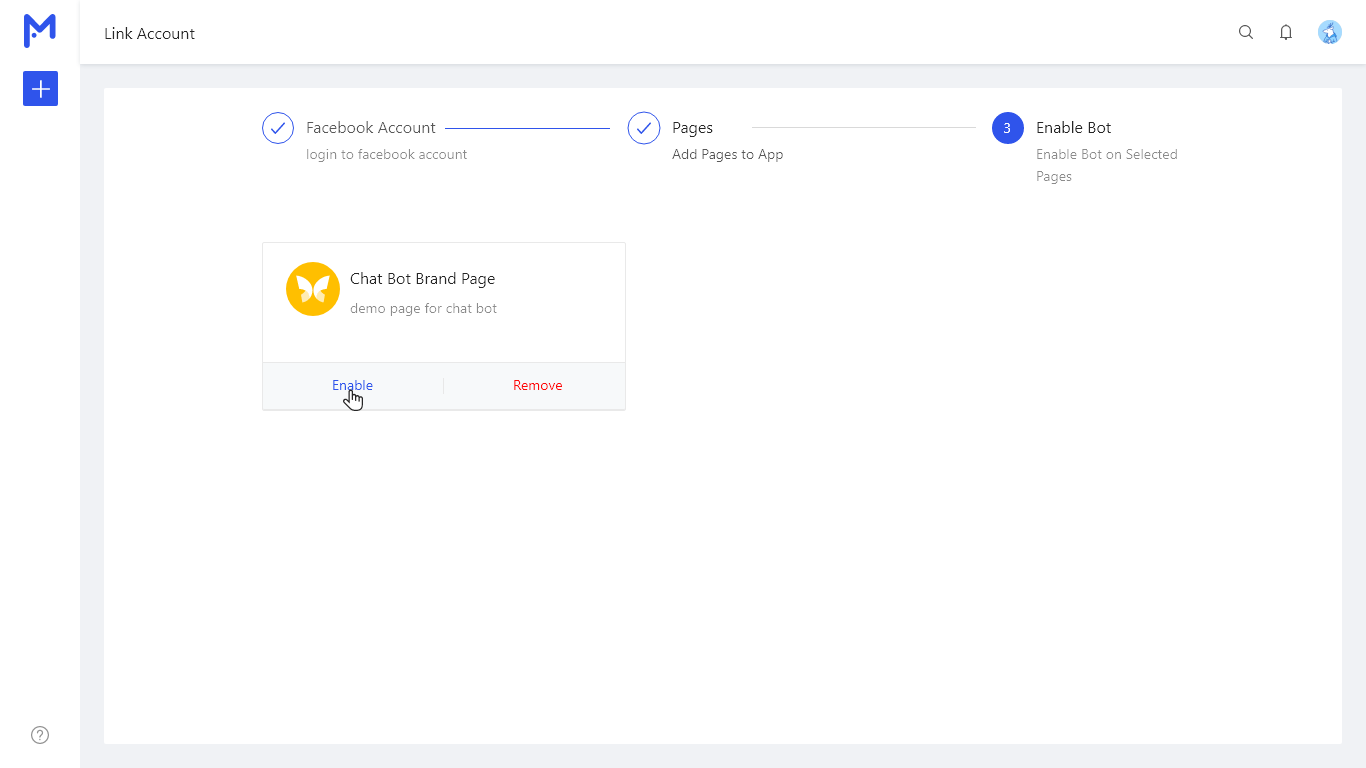 Link Account
Facebook Account
login to facebook account
Pages
Add Pages to App
3
Enable Bot
Enable Bot on Selected
Pages
Chat Bot Brand Page
demo page for chat bot
Enable
Remove